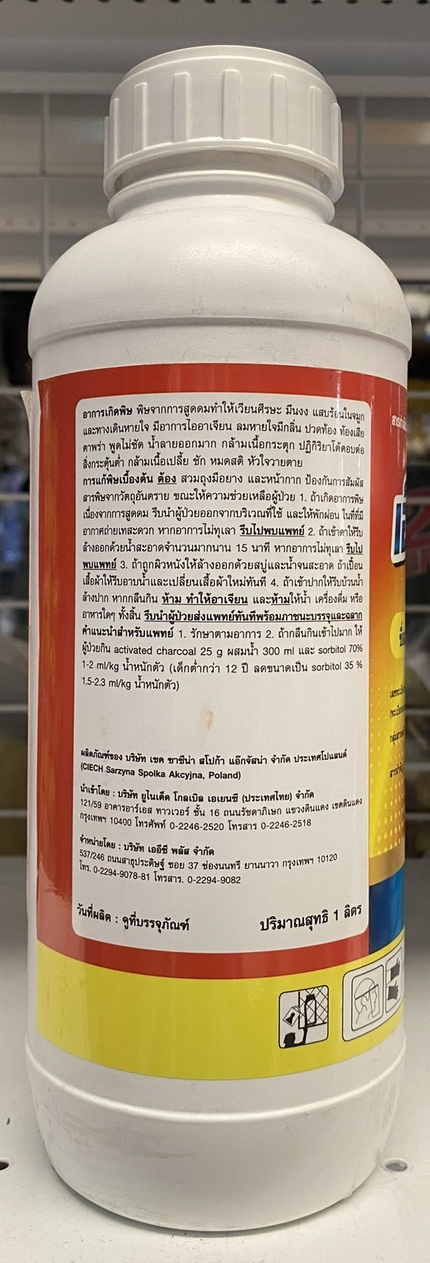 อาการเกิดพิษ พิษจากการสูดดมทำให้เวียนศีรษะ มึนงง แสบร้อนในจมูก
และทางเดินหายใจ มีอาการไอ อาเจียน ลมหายใจมีกลิ่น ปวดท้อง ท้องเสีย
ตาพร่า พูดไม่ชัด น้ำลายออกมาก กล้ามเนื้อกระตุก ปฏิกิริยาโต้ตอบต่อ
สิ่งกระตุ้นต่ำ กล้ามเนื้อเปลี้ย ชัก หมดสติ หัวใจวายตาย
การแก้พิษเบื้องต้น ต้อง สวมถุงมือยาง และหน้ากาก ป้องกันการสัมผัส
สารพิษจากวัตถุอันตราย ขณะให้ความช่วยเหลือผู้ป่วย 1. ถ้าเกิดอาการพิษ
เนื่องจากการสูดดม รีบนำผู้ป่วยออกจากบริเวณที่ใช้ และให้พักผ่อน ในที่ที่มี
อากาศถ่ายเทสะดวก หากอาการไม่ทุเลา รีบไปพบแพทย์ 2. ถ้าเข้าตาให้รีบ
ล้างออกด้วยน้ำสะอาดจำนวนมากนาน 15 นาที หากอาการไม่ทุเลา รีบไป
พบแพทย์ 3. ถ้าถูกผิวหนังให้ล้างออกด้วยสบู่และน้ำจนสะอาด ถ้าเปื้อน
เสื้อผ้าให้รีบอาบน้ำและเปลี่ยนเสื้อผ้าใหม่ทันที 4. ถ้าเข้าปากให้รีบบ้วนน้ำ
ล้างปาก หากกลืนกิน ห้าม ทำให้อาเจียน และห้ามให้น้ำ เครื่องดื่ม หรือ
อาหารใดๆ ทั้งสิ้น รีบนำผู้ป่วยส่งแพทย์ทันทีพร้อมภาชนะบรรจุและฉลาก
คำแนะนำสำหรับแพทย์ 1. รักษาตามอาการ 2. ถ้ากลืนกินเข้าไปมาก ให้
ผู้ป่วยกิน activated charcoal 25 g ผสมน้ำ 300 ml และ sorbitol 70%
1-2 ml/kg น้ำหนักตัว (เด็กต่ำกว่า 12 ปี ลดขนาดเป็น sorbitol 35 %
1.5-2.3 ml/kg น้ำหนักตัว)
ผลิตภัณฑ์ของ บริษัท เชค ซาซีน่า สโปก้า แอ๊กจัสน่า จำกัด ประเทศโปแลนด์
(CIECH Sarzyna Spolka Akcyjna, Poland)
นำเข้าโดย : บริษัท ยูไนเต็ด โกลเบิล เอเยนซี (ประเทศไทย) จำกัด
121/59 อาคารอาร์เอส ทาวเวอร์ ชั้น 16 ถนนรัชดาภิเษก แขวงดินแดง เขตดินแดง
กรุงเทพฯ 10400 โทรศัพท์ 0-2246-2520 โทรสาร 0-2246-2518
จำหน่ายโดย : บริษัท เออีซี พลัส จำกัด
537/246 ถนนสาธุประดิษฐ์ ซอย 37 ช่องนนทรี ยานนาวา กรุงเทพฯ 10120
โทร. 0-2294-9078-81 โทรสาร. 0-2294-9082
วันที่ผลิต : ดูที่บรรจุภัณฑ์
ปริมาณสุทธิ 1 ลิตร